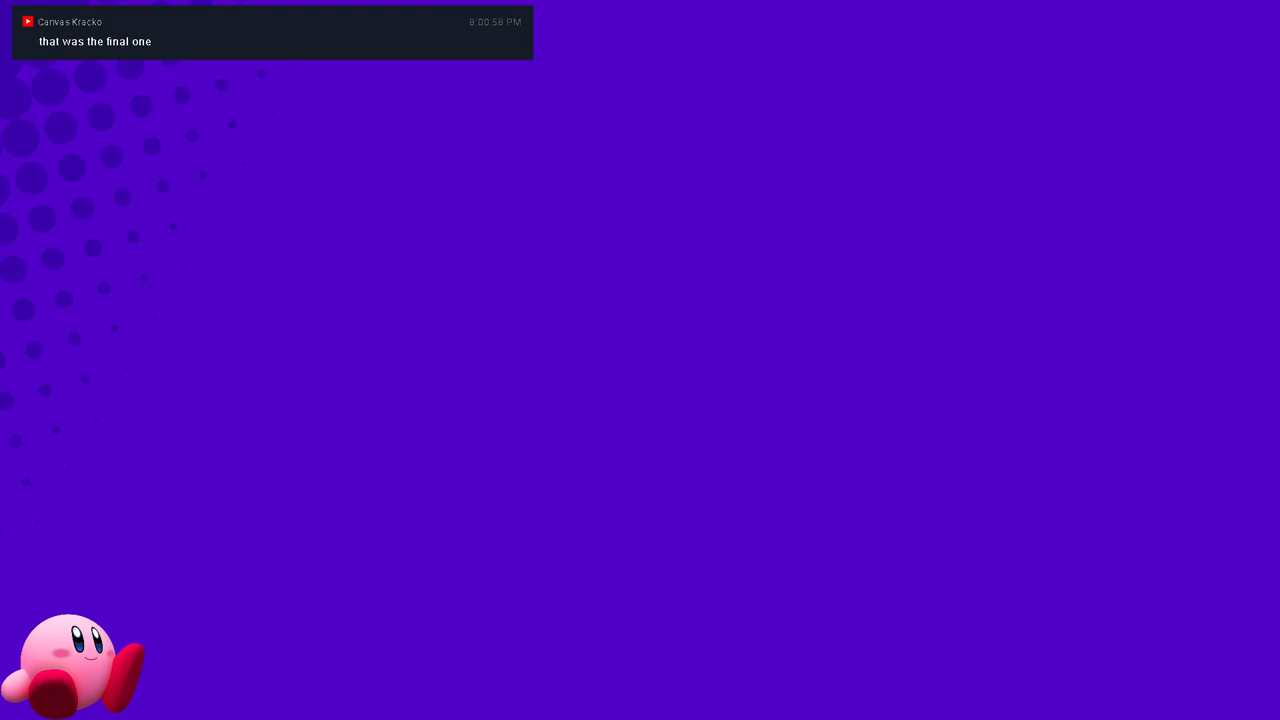 Canvas Kracko 8:00:58 PM
that was the final one